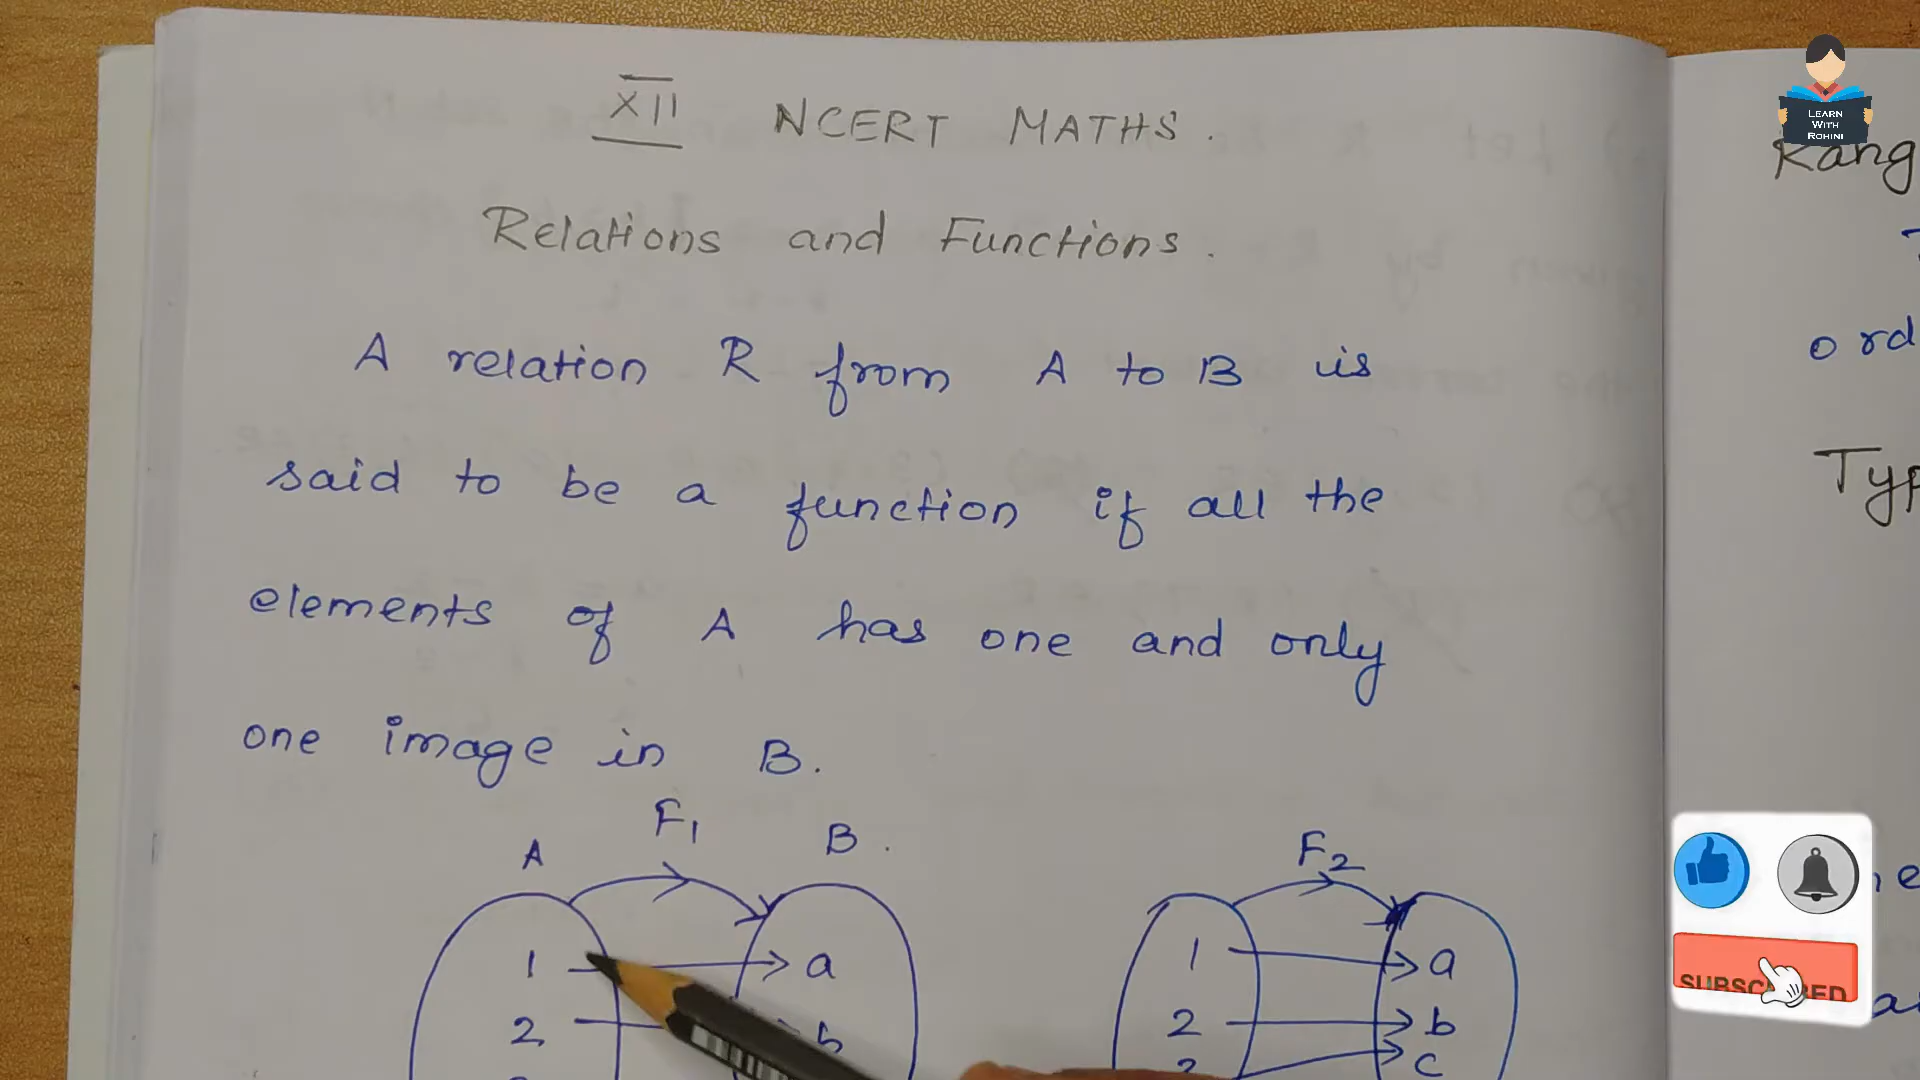 XII NCERT MATHS.
Relations and Functions.
A relation R from A to B is
said to be a function if all the
elements of A has one and only
one image in B.
F1
A B.
1 a
2 b
F2
1 a
2 b
c
LEARN
WITH
ROHINI
Rang
ord
Typ